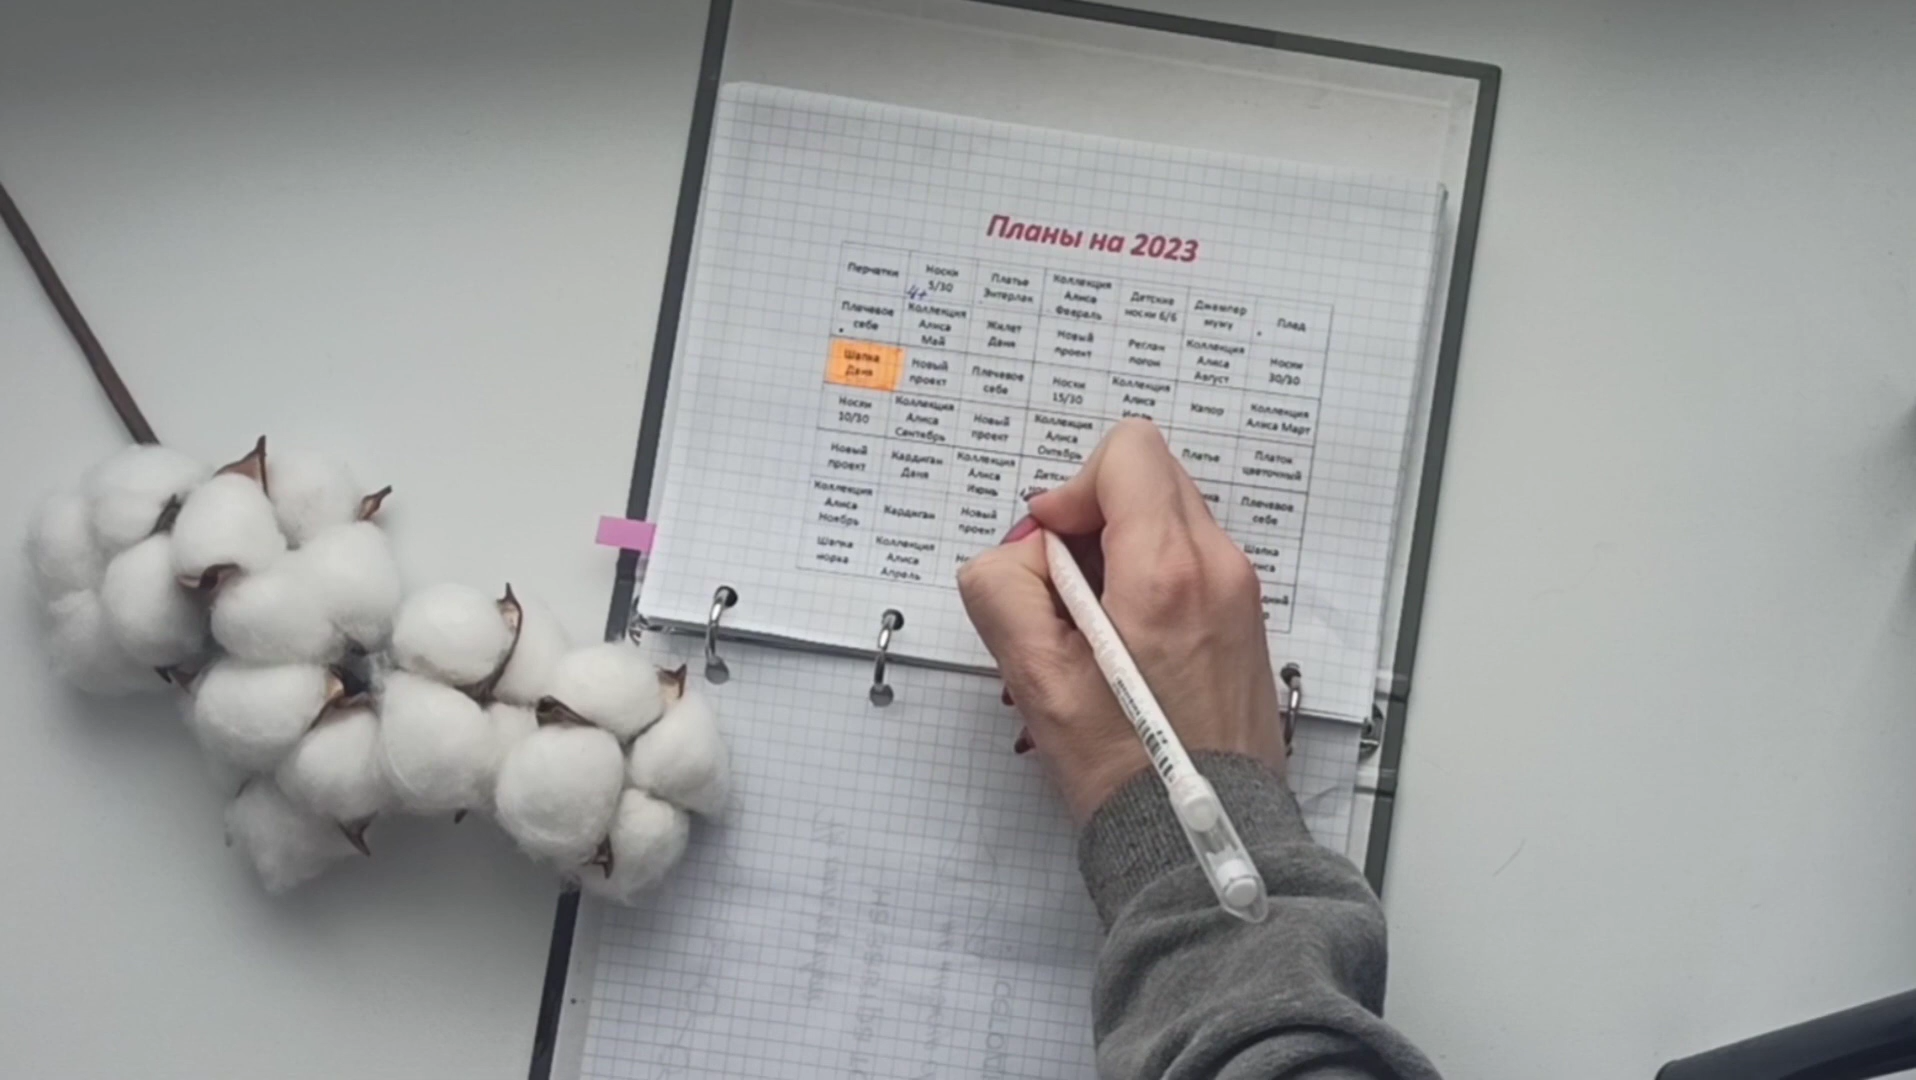 Планы на 2023
Перчатки
Носки
5/30
4+
Платье
Энтерлак
Коллекция
Алиса
Февраль
Детские
носки 6/6
Джемпер
мужу
Плед
Плечевое
себе
Коллекция
Алиса
Май
Жилет
Даня
Новый
проект
Реглан
погон
Коллекция
Алиса
Август
Носки
30/30
Шапка
Даня
Новый
проект
Плечевое
себе
Носки
15/30
Коллекция
Алиса
Июль
Капор
Коллекция
Алиса Март
Носки
10/30
Коллекция
Алиса
Сентябрь
Новый
проект
Коллекция
Алиса
Октябрь
Платье
Платок
цветочный
Новый
проект
Кардиган
Даня
Коллекция
Алиса
Июнь
Плечевое
себе
Коллекция
Алиса
Ноябрь
Кардиган
Новый
проект
Шапка
Шапка
норка
Коллекция
Алиса
Апрель